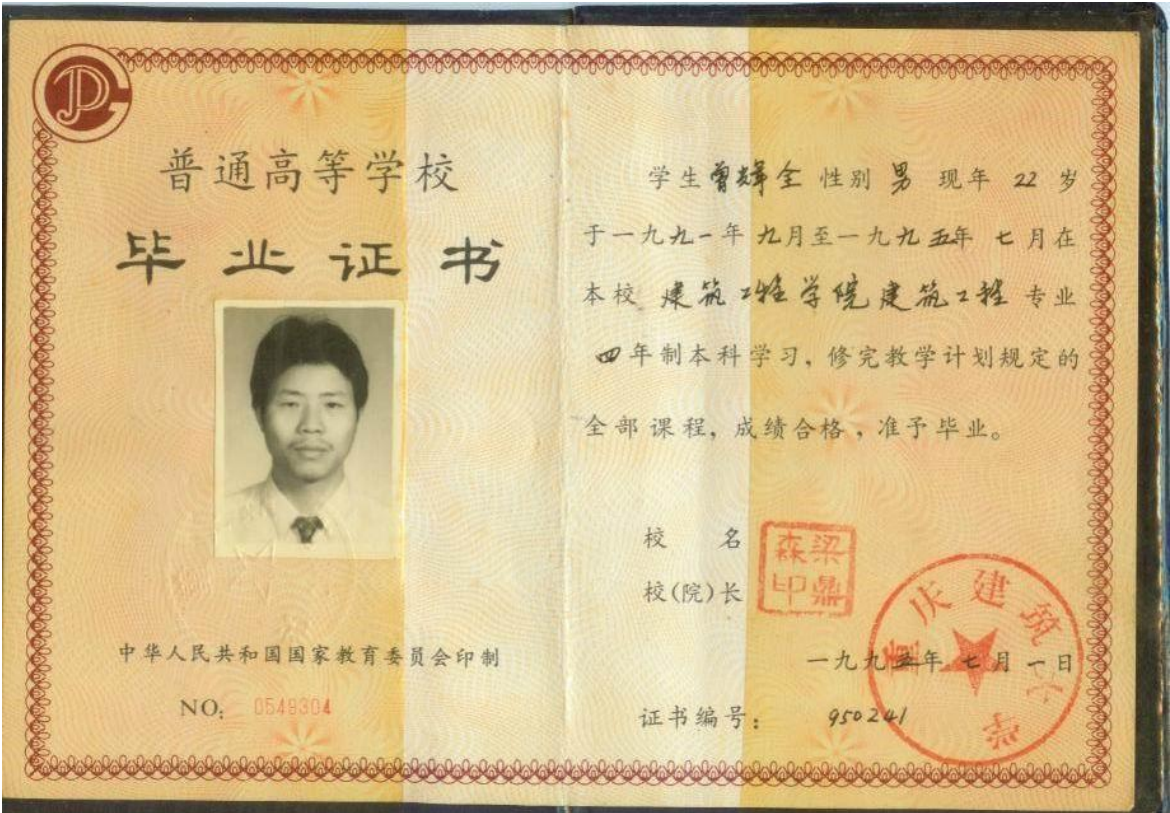 普通高等学校
毕业证书
中华人民共和国国家教育委员会印制
NO: 0549304
学生曾辉全 性别 男 现年 22 岁
于一九九一年 九月至一九九五年 七月在
本校 建筑工程学院建筑工程 专业
四年制本科学习，修完教学计划规定的
全部课程，成绩合格，准予毕业。
校 名
校(院)长
梁鼎森印
重庆建筑大学
一九九五年 七月 一日
证书编号： 950241